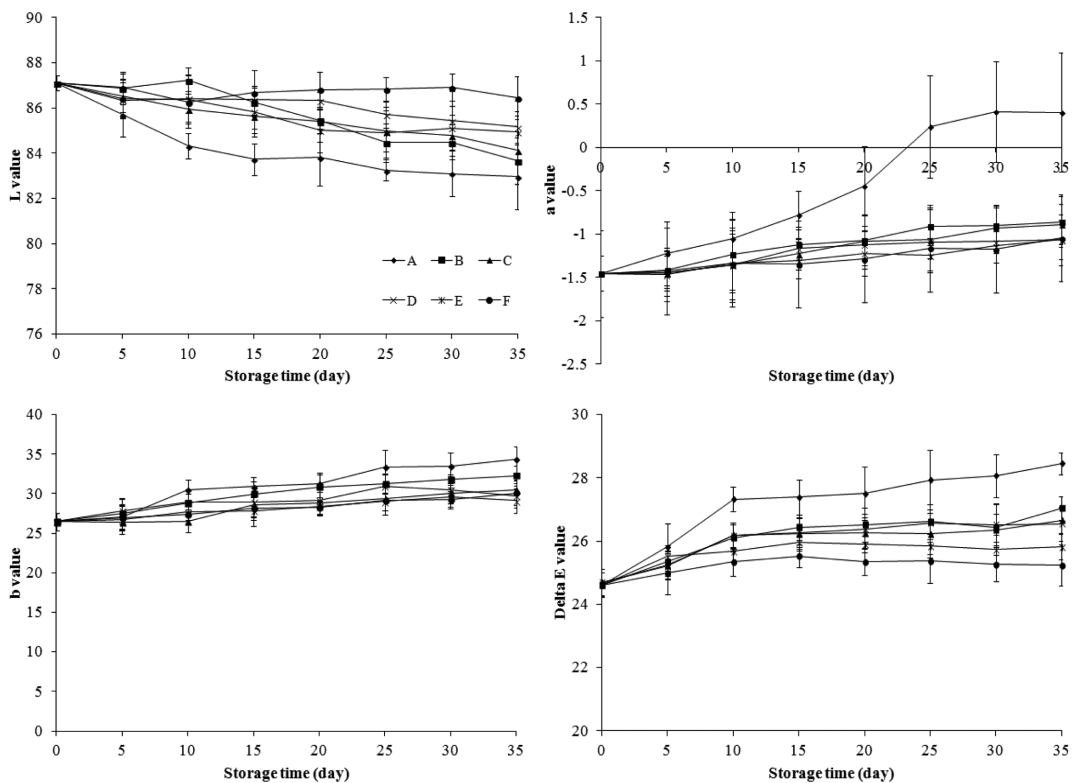 L value
90
88
86
84
82
80
78
76
A B C
D E F
0 5 10 15 20 25 30 35
Storage time (day)
a value
1.5
1
0.5
0
-0.5
-1
-1.5
-2
-2.5
0 5 10 15 20 25 30 35
Storage time (day)
b value
40
35
30
25
20
15
10
5
0
0 5 10 15 20 25 30 35
Storage time (day)
Delta E value
30
28
26
24
22
20
0 5 10 15 20 25 30 35
Storage time (day)